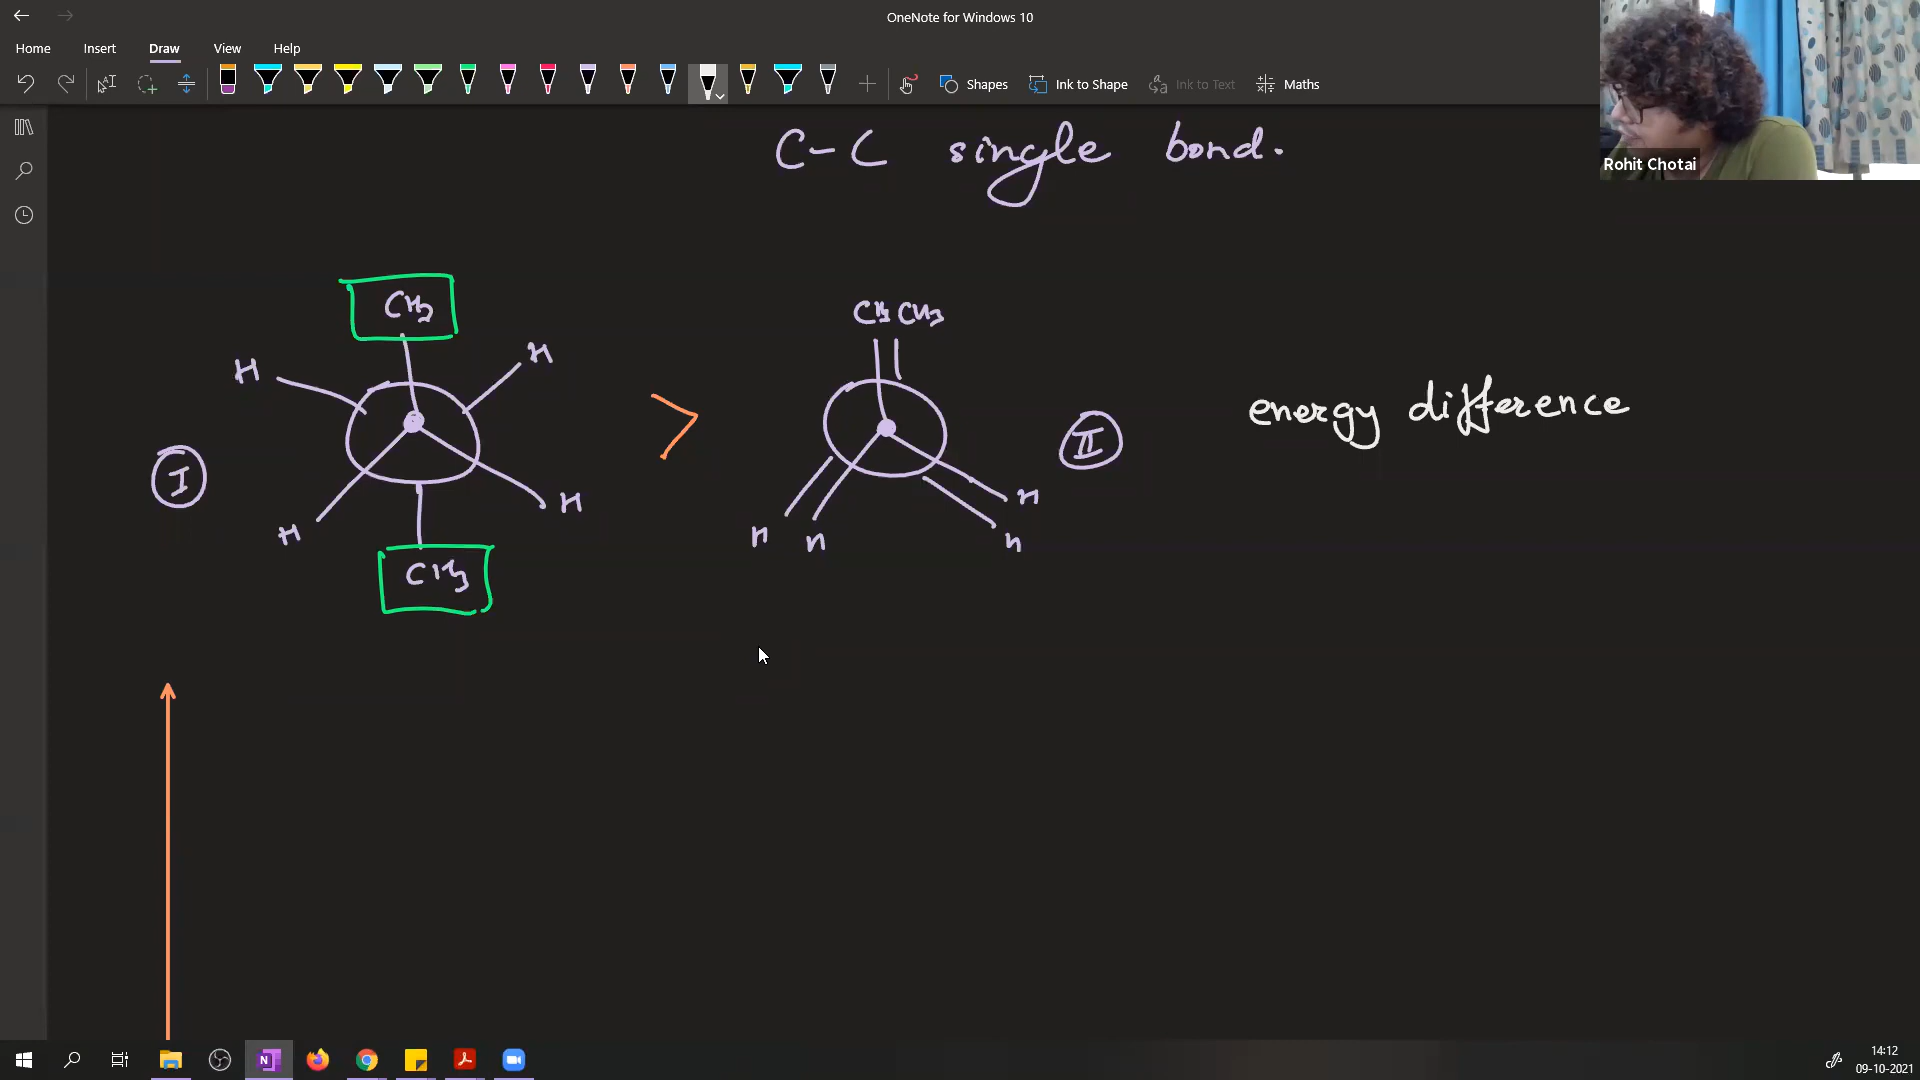 OneNote for Windows 10
Home Insert Draw View Help
Shapes Ink to Shape Ink to Text Maths
Rohit Chotai
C-C single bond.
CH3
H
H
I
H
H
CH3
>
CH3 CH3
H H
H
H
II
energy difference
14:12
09-10-2021